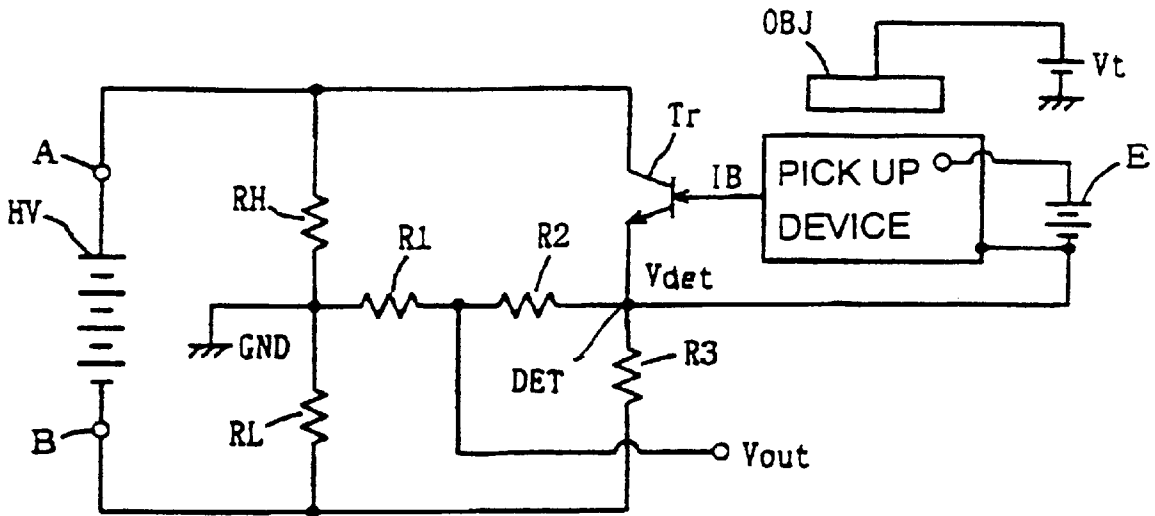 OBJ
Vt
Tr
A
E
IB
PICK UP
DEVICE
HV
RH
R1
R2
Vdet
GND
DET
R3
RL
B
Vout